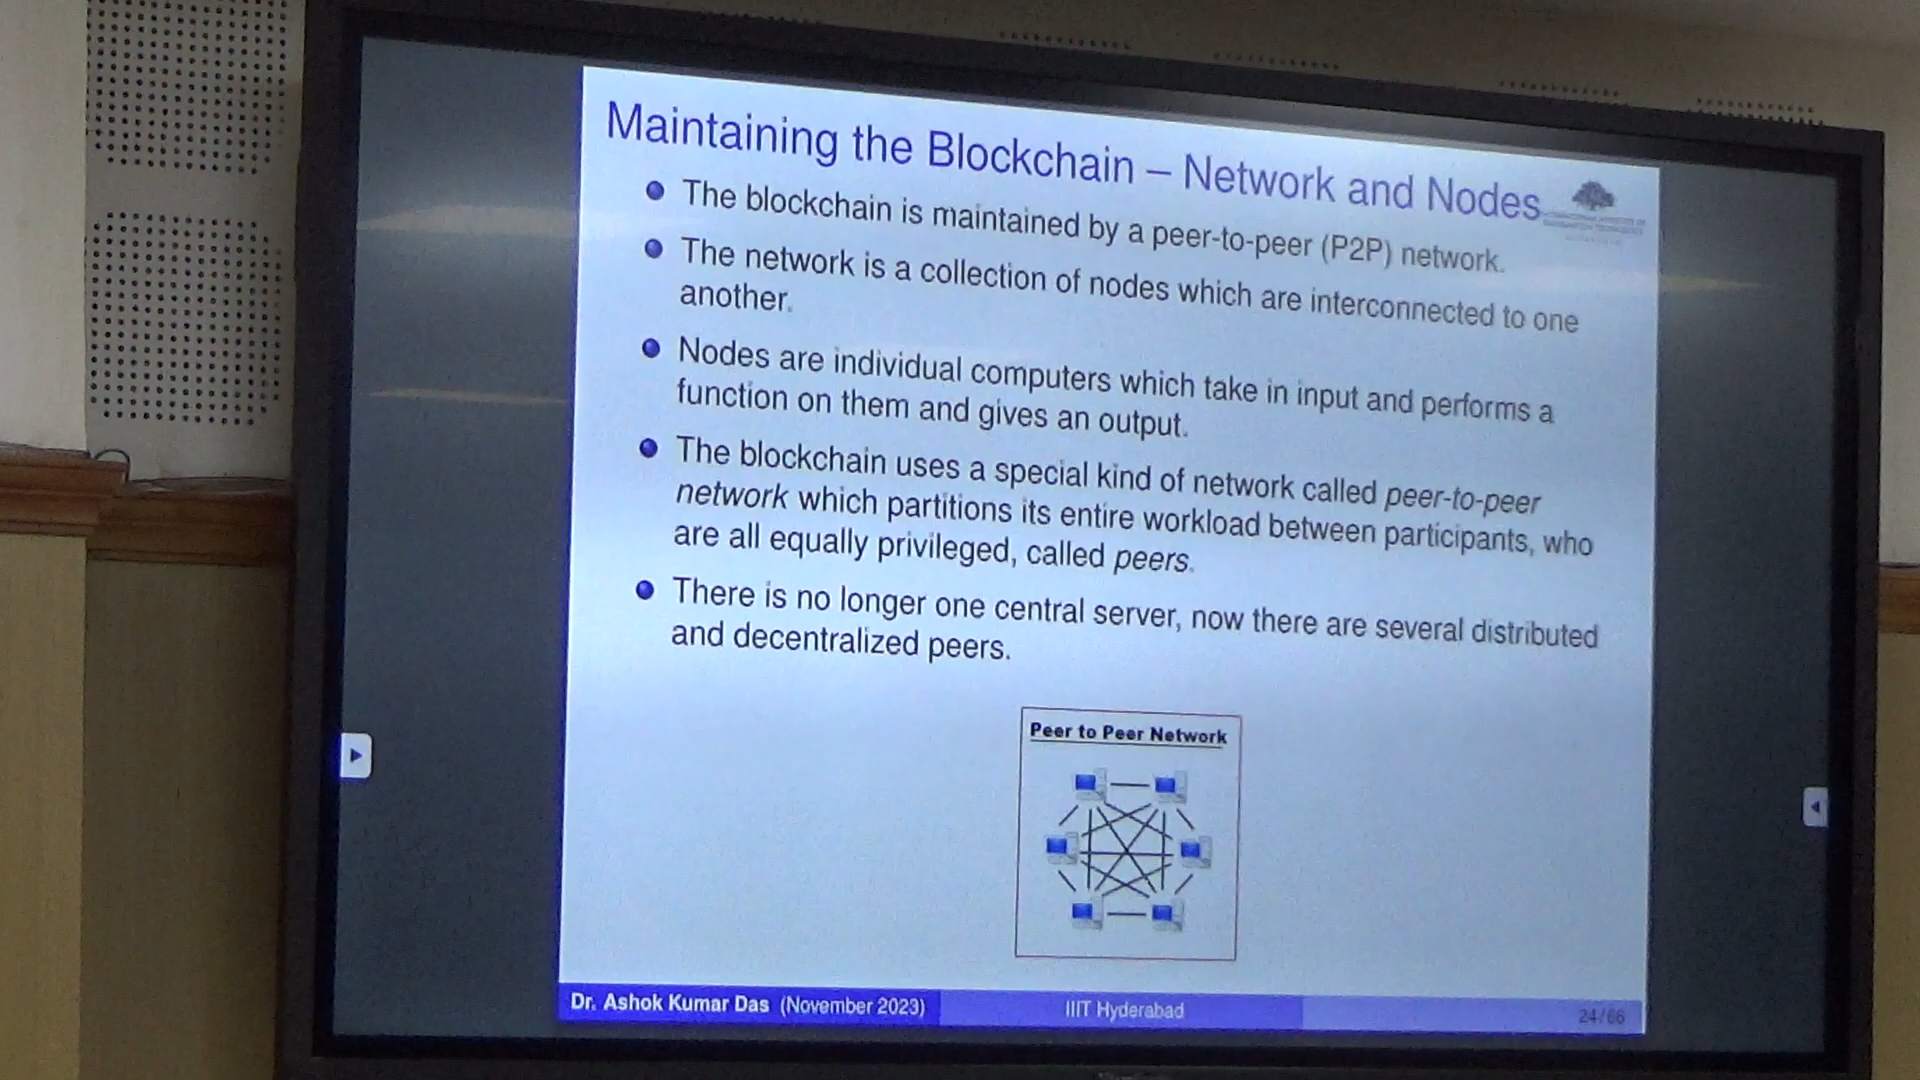 Maintaining the Blockchain – Network and Nodes
The blockchain is maintained by a peer-to-peer (P2P) network.
The network is a collection of nodes which are interconnected to one
another.
Nodes are individual computers which take in input and performs a
function on them and gives an output.
The blockchain uses a special kind of network called peer-to-peer
network which partitions its entire workload between participants, who
are all equally privileged, called peers.
There is no longer one central server, now there are several distributed
and decentralized peers.
Peer to Peer Network
Dr. Ashok Kumar Das (November 2023)
IIIT Hyderabad
24/66